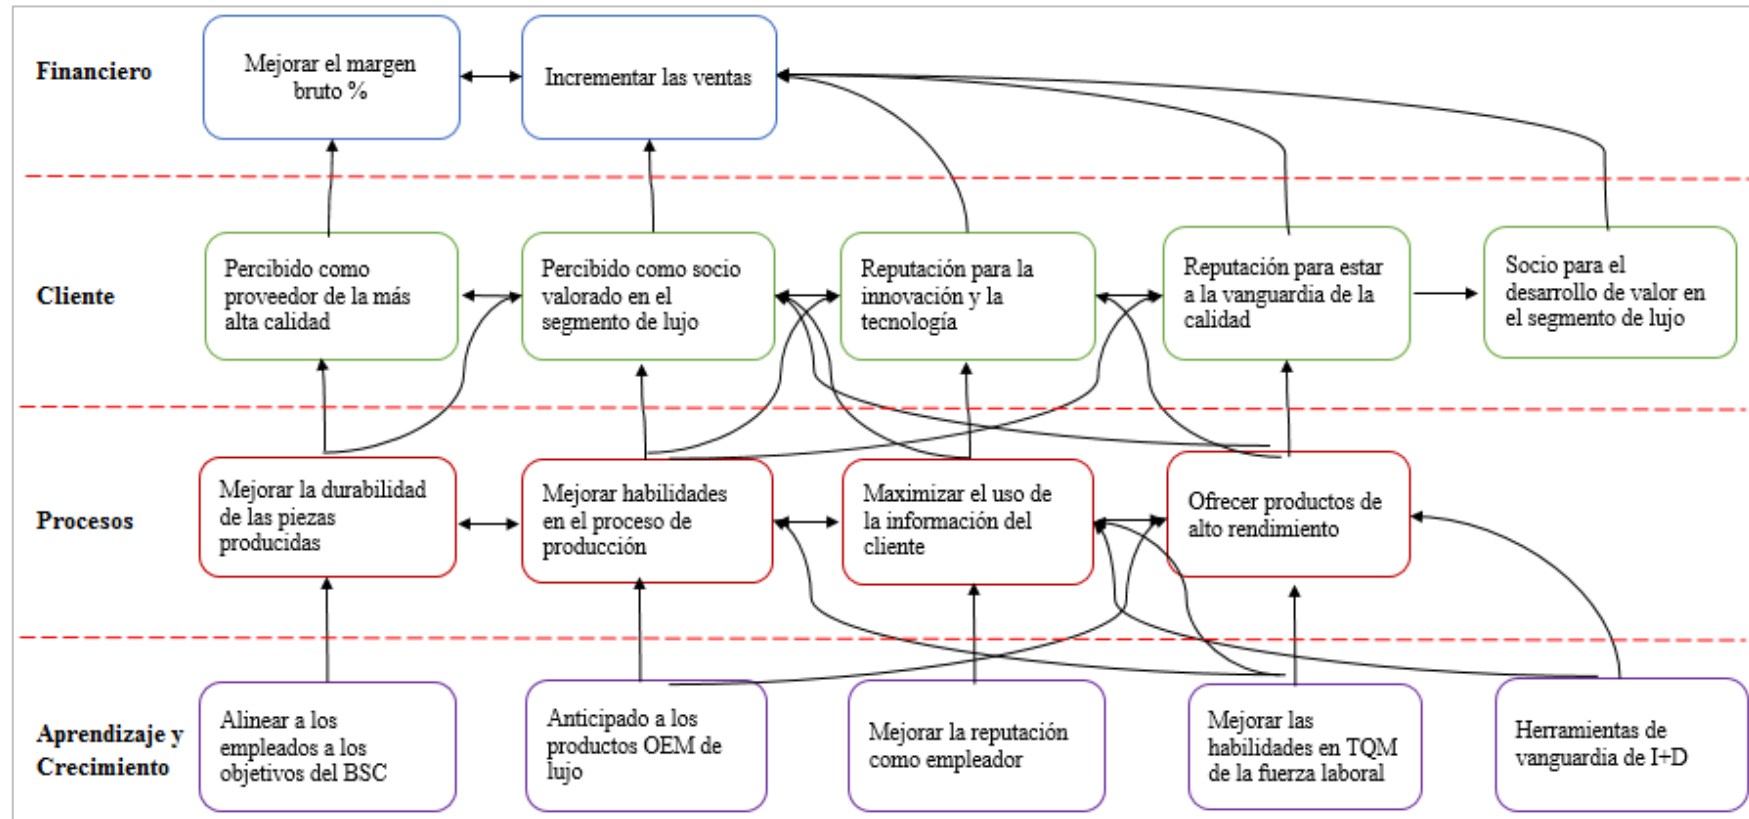 Financiero
Mejorar el margen
bruto %
Incrementar las ventas
Cliente
Percibido como
proveedor de la más
alta calidad
Percibido como socio
valorado en el
segmento de lujo
Reputación para la
innovación y la
tecnología
Reputación para estar
a la vanguardia de la
calidad
Socio para el
desarrollo de valor en
el segmento de lujo
Procesos
Mejorar la durabilidad
de las piezas
producidas
Mejorar habilidades
en el proceso de
producción
Maximizar el uso de
la información del
cliente
Ofrecer productos de
alto rendimiento
Aprendizaje y
Crecimiento
Alinear a los
empleados a los
objetivos del BSC
Anticipado a los
productos OEM de
lujo
Mejorar la reputación
como empleador
Mejorar las
habilidades en TQM
de la fuerza laboral
Herramientas de
vanguardia de I+D